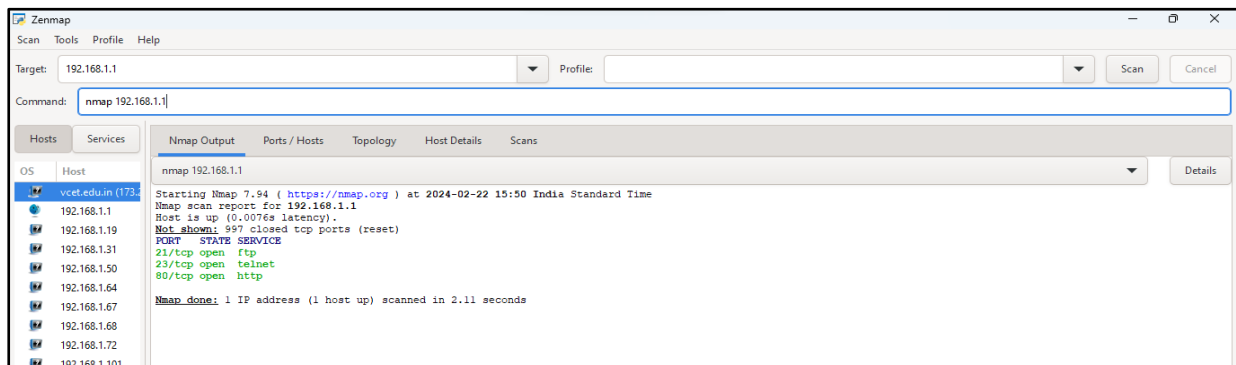 Zenmap
Scan Tools Profile Help
Target: 192.168.1.1 Profile: Scan Cancel
Command: nmap 192.168.1.1
Hosts Services Nmap Output Ports / Hosts Topology Host Details Scans
OS Host nmap 192.168.1.1 Details
vcet.edu.in (173.2
192.168.1.1
192.168.1.19
192.168.1.31
192.168.1.50
192.168.1.64
192.168.1.67
192.168.1.68
192.168.1.72
192.168.1.101
Starting Nmap 7.94 ( https://nmap.org ) at 2024-02-22 15:50 India Standard Time
Nmap scan report for 192.168.1.1
Host is up (0.0076s latency).
Not shown: 997 closed tcp ports (reset)
PORT STATE SERVICE
21/tcp open ftp
23/tcp open telnet
80/tcp open http
Nmap done: 1 IP address (1 host up) scanned in 2.11 seconds